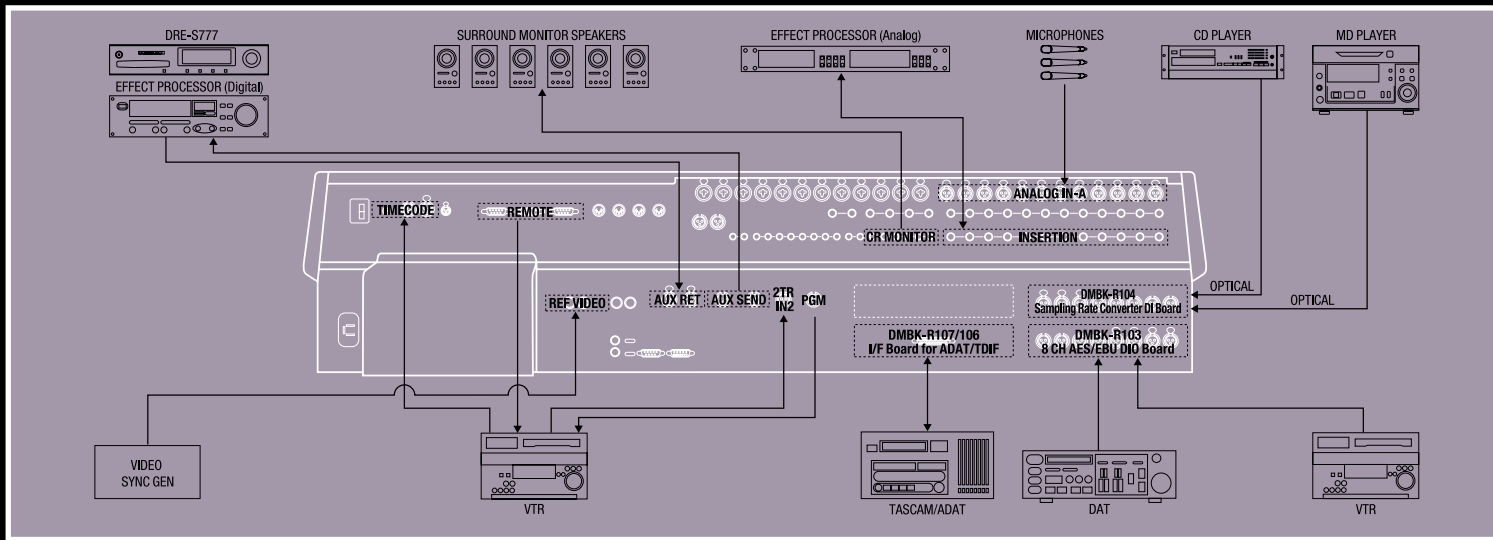 DRE-S777
SURROUND MONITOR SPEAKERS
EFFECT PROCESSOR (Analog)
MICROPHONES
CD PLAYER
MD PLAYER
EFFECT PROCESSOR (Digital)
TIMECODE
REMOTE
ANALOG IN-A
CR MONITOR
INSERTION
REF VIDEO
AUX RET
AUX SEND
2TR
IN2
PGM
DMBK-R104
Sampling Rate Converter DI Board
OPTICAL
OPTICAL
DMBK-R107/106
I/F Board for ADAT/TDIF
DMBK-R103
8 CH AES/EBU DIO Board
VIDEO
SYNC GEN
VTR
TASCAM/ADAT
DAT
VTR